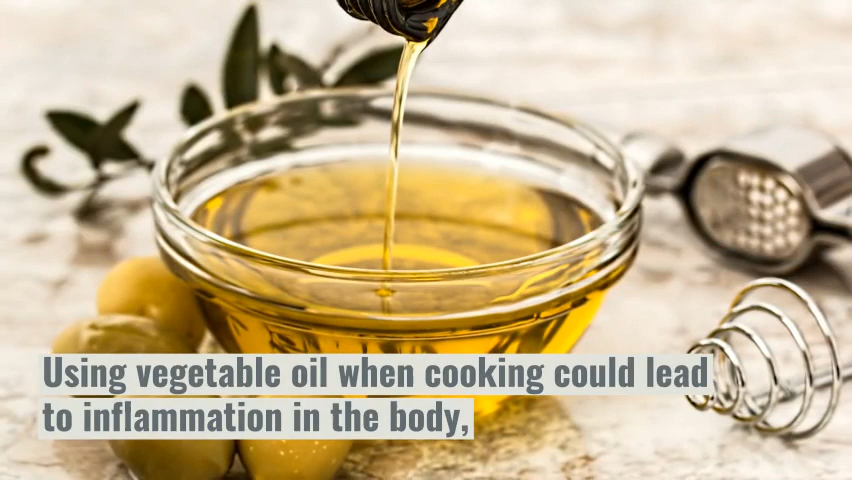 Using vegetable oil when cooking could lead
to inflammation in the body,